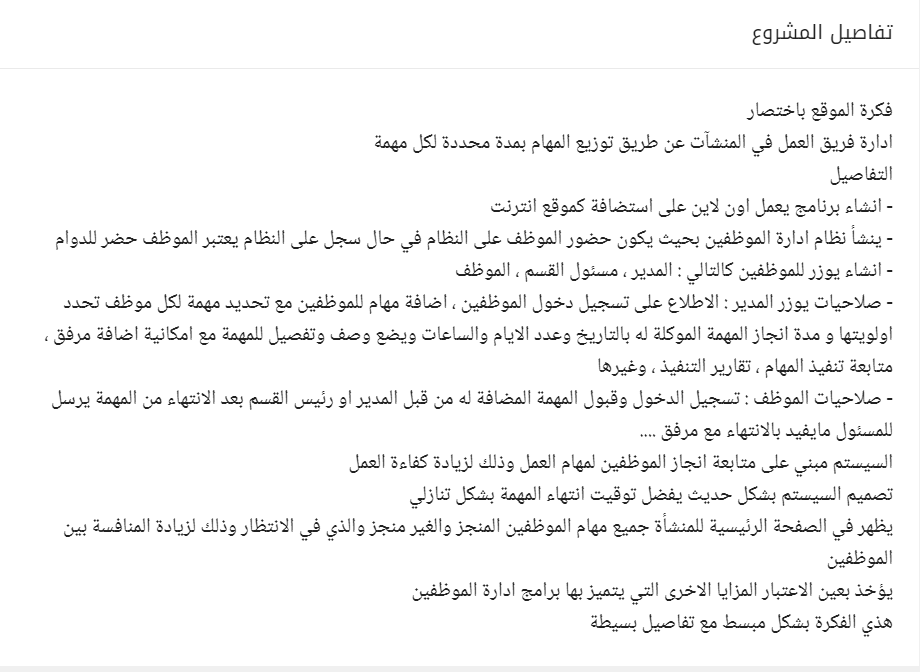 تفاصيل المشروع
فكرة الموقع باختصار
ادارة فريق العمل في المنشآت عن طريق توزيع المهام بمدة محددة لكل مهمة
التفاصيل
- انشاء برنامج يعمل اون لاين على استضافة كموقع انترنت
- ينشأ نظام ادارة الموظفين بحيث يكون حضور الموظف على النظام في حال سجل على النظام يعتبر الموظف حضر للدوام
- انشاء يوزر للموظفين كالتالي : المدير ، مسئول القسم ، الموظف
- صلاحيات يوزر المدير : الاطلاع على تسجيل دخول الموظفين ، اضافة مهام للموظفين مع تحديد مهمة لكل موظف تحدد
اولويتها و مدة انجاز المهمة الموكلة له بالتاريخ وعدد الايام والساعات ويضع وصف وتفصيل للمهمة مع امكانية اضافة مرفق ،
متابعة تنفيذ المهام ، تقارير التنفيذ ، وغيرها
- صلاحيات الموظف : تسجيل الدخول وقبول المهمة المضافة له من قبل المدير او رئيس القسم بعد الانتهاء من المهمة يرسل
للمسئول مايفيد بالانتهاء مع مرفق ....
السيستم مبني على متابعة انجاز الموظفين لمهام العمل وذلك لزيادة كفاءة العمل
تصميم السيستم بشكل حديث يفضل توقيت انتهاء المهمة بشكل تنازلي
يظهر في الصفحة الرئيسية للمنشأة جميع مهام الموظفين المنجز والغير منجز والذي في الانتظار وذلك لزيادة المنافسة بين
الموظفين
يؤخذ بعين الاعتبار المزايا الاخرى التي يتميز بها برامج ادارة الموظفين
هذي الفكرة بشكل مبسط مع تفاصيل بسيطة